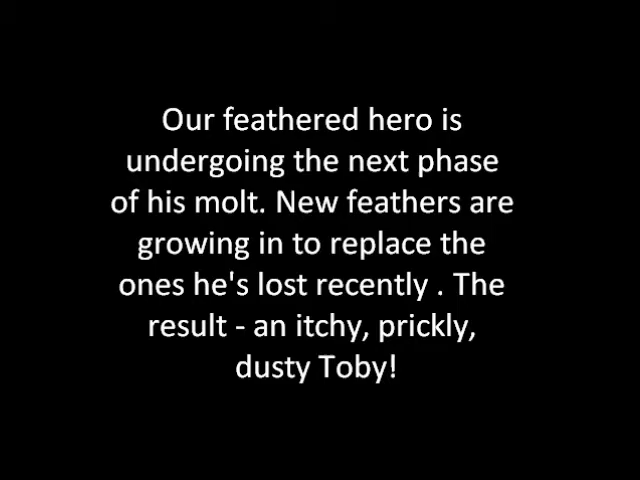 Our feathered hero is
undergoing the next phase
of his molt. New feathers are
growing in to replace the
ones he's lost recently . The
result - an itchy, prickly,
dusty Toby!